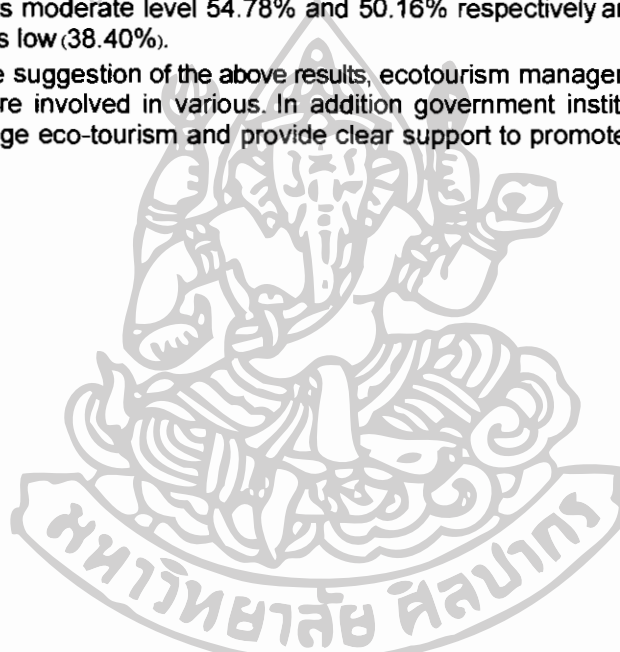 s moderate level 54.78% and 50.16% respectively ar
s low (38.40%).
e suggestion of the above results, ecotourism manager
re involved in various. In addition government instit
ge eco-tourism and provide clear support to promote
มหาวิทยาลัย ศิลปากร